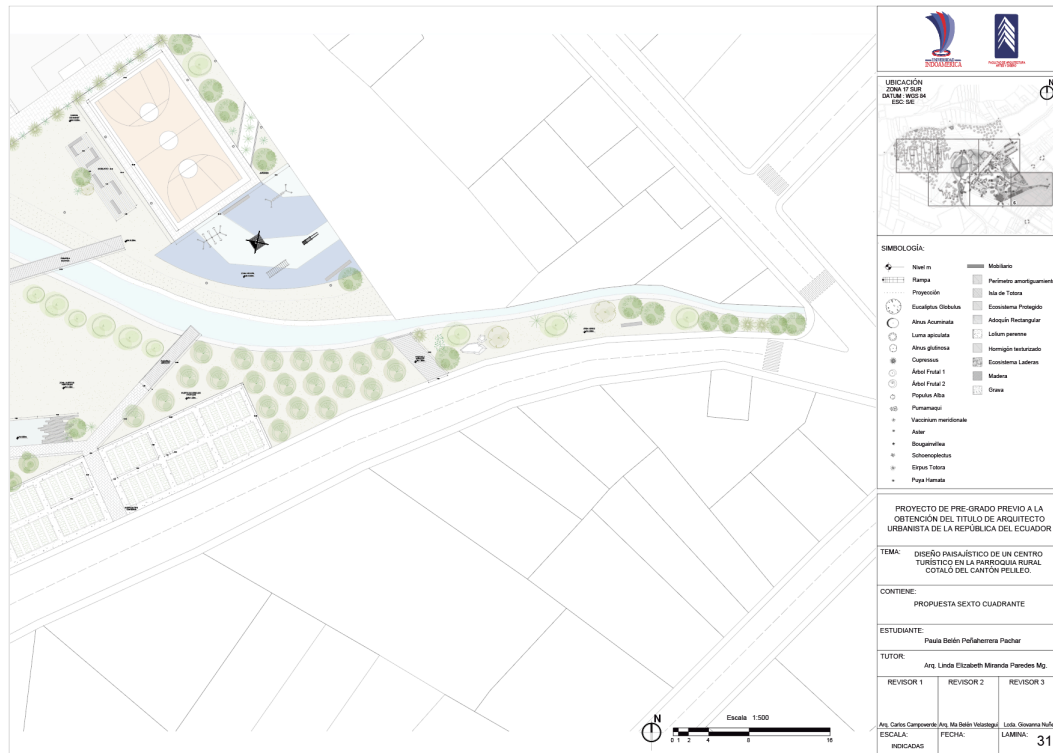 UNIVERSIDAD
INDOAMÉRICA
UBICACIÓN
ZONA 17 SUR
DATUM : WGS 84
ESC: S/E
N
SIMBOLOGÍA:
Nivel m
Rampa
Proyección
Eucaliptus Globulus
Alnus Acuminata
Luma apiculata
Alnus glutinosa
Cupressus
Árbol Frutal 1
Árbol Frutal 2
Populus Alba
Pumamaqui
Vaccinium meridionale
Aster
Bougainvillea
Schoenoplectus
Eirpus Totora
Puya Hamata
Mobiliario
Perímetro amortiguamiento
Isla de Totora
Ecosistema Protegido
Adoquín Rectangular
Lolium perenne
Hormigón texturizado
Ecosistema Laderas
Madera
Grava
PROYECTO DE PRE-GRADO PREVIO A LA
OBTENCIÓN DEL TITULO DE ARQUITECTO
URBANISTA DE LA REPÚBLICA DEL ECUADOR
TEMA: DISEÑO PAISAJÍSTICO DE UN CENTRO
TURÍSTICO EN LA PARROQUIA RURAL
COTALÓ DEL CANTÓN PELILEO.
CONTIENE:
PROPUESTA SEXTO CUADRANTE
ESTUDIANTE:
Paula Belén Peñaherrera Pachar
TUTOR:
Arq. Linda Elizabeth Miranda Paredes Mg.
REVISOR 1 REVISOR 2 REVISOR 3
Arq. Carlos Campoverde Arq. Ma Belén Velastegui Lcda. Giovanna Nuñe
ESCALA: FECHA: LAMINA: 31
INDICADAS
N
Escala 1:500
0 1 2 4 8 16